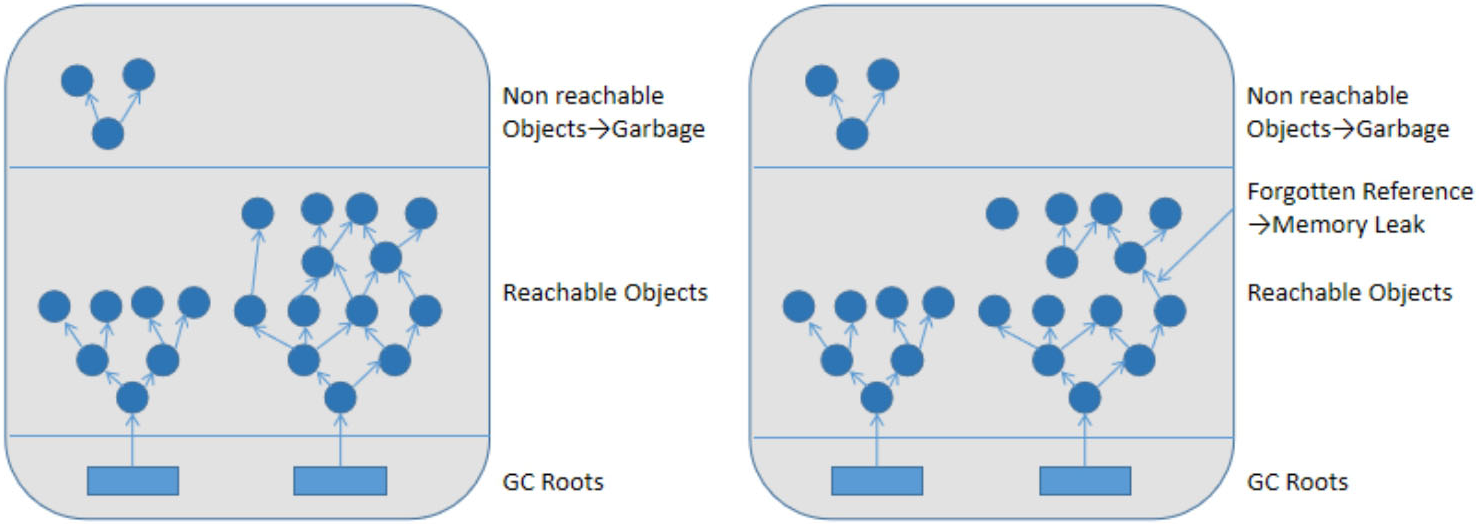 Non reachable
Objects→Garbage
Reachable Objects
GC Roots
Non reachable
Objects→Garbage
Forgotten Reference
→Memory Leak
Reachable Objects
GC Roots